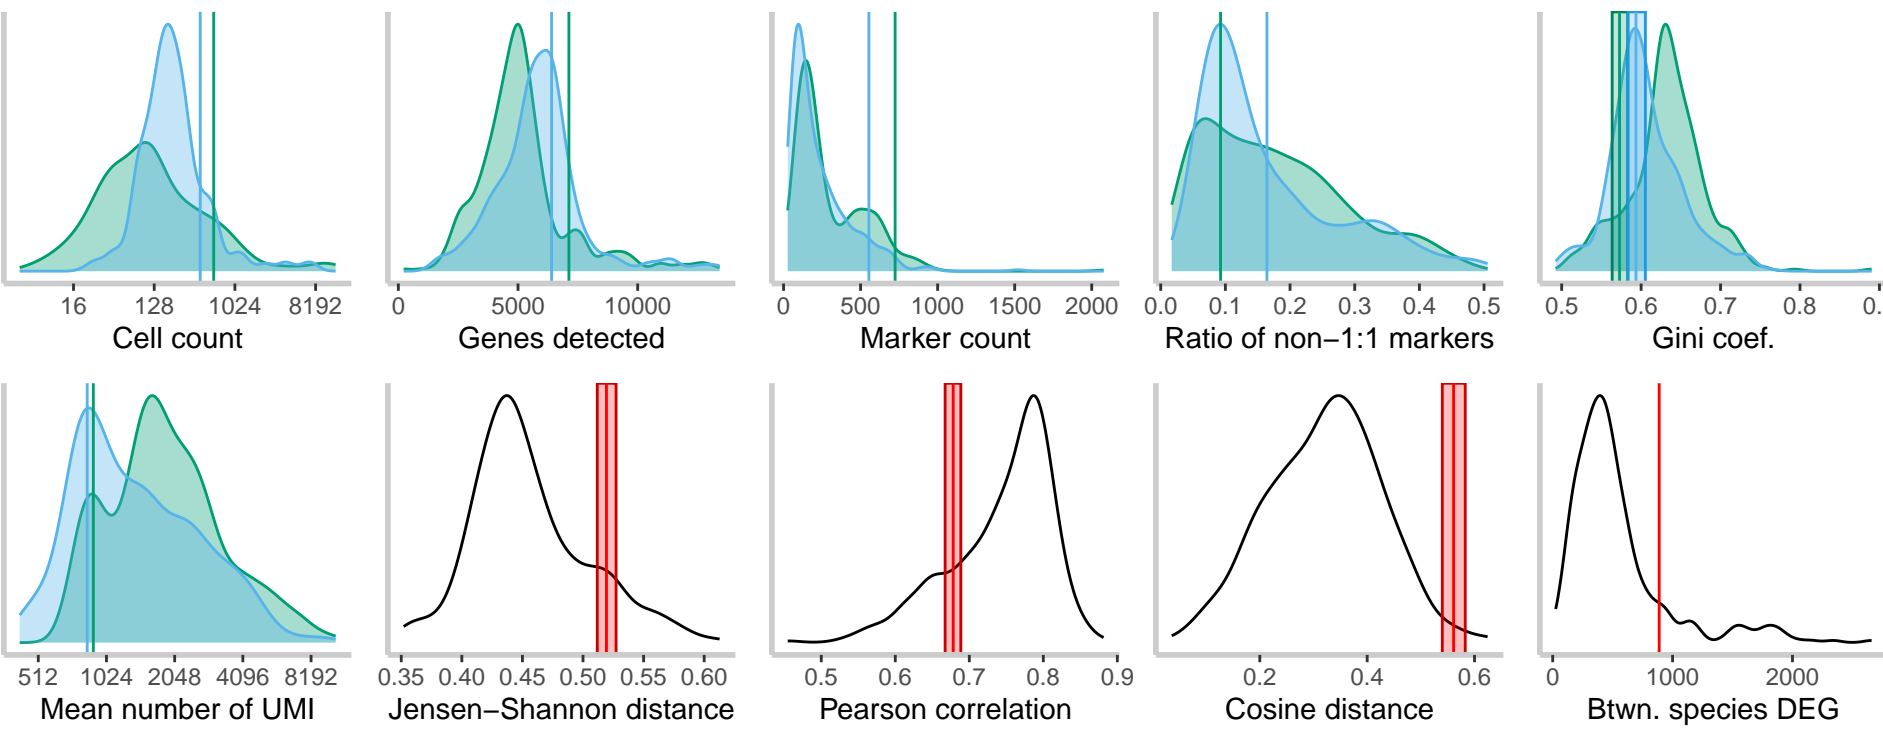 16 128 1024 8192
Cell count
0 5000 10000
Genes detected
0 500 1000 1500 2000
Marker count
0.0 0.1 0.2 0.3 0.4 0.5
Ratio of non−1:1 markers
0.5 0.6 0.7 0.8 0.
Gini coef.
512 1024 2048 4096 8192
Mean number of UMI
0.35 0.40 0.45 0.50 0.55 0.60
Jensen−Shannon distance
0.5 0.6 0.7 0.8 0.9
Pearson correlation
0.2 0.4 0.6
Cosine distance
0 1000 2000
Btwn. species DEG